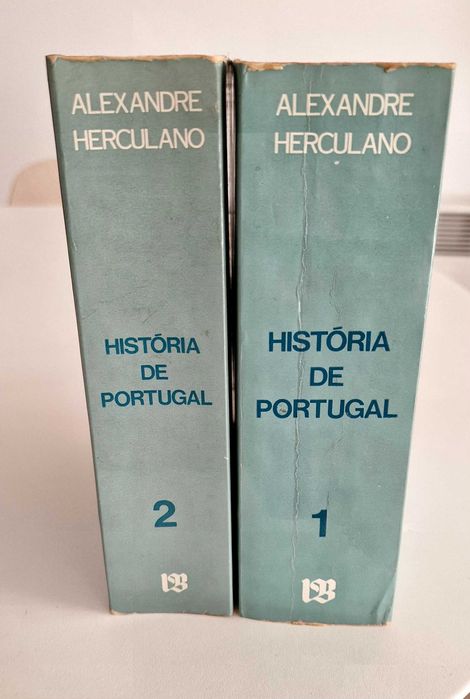 ALEXANDRE
HERCULANO
HISTÓRIA
DE
PORTUGAL
2
ALEXANDRE
HERCULANO
HISTÓRIA
DE
PORTUGAL
1